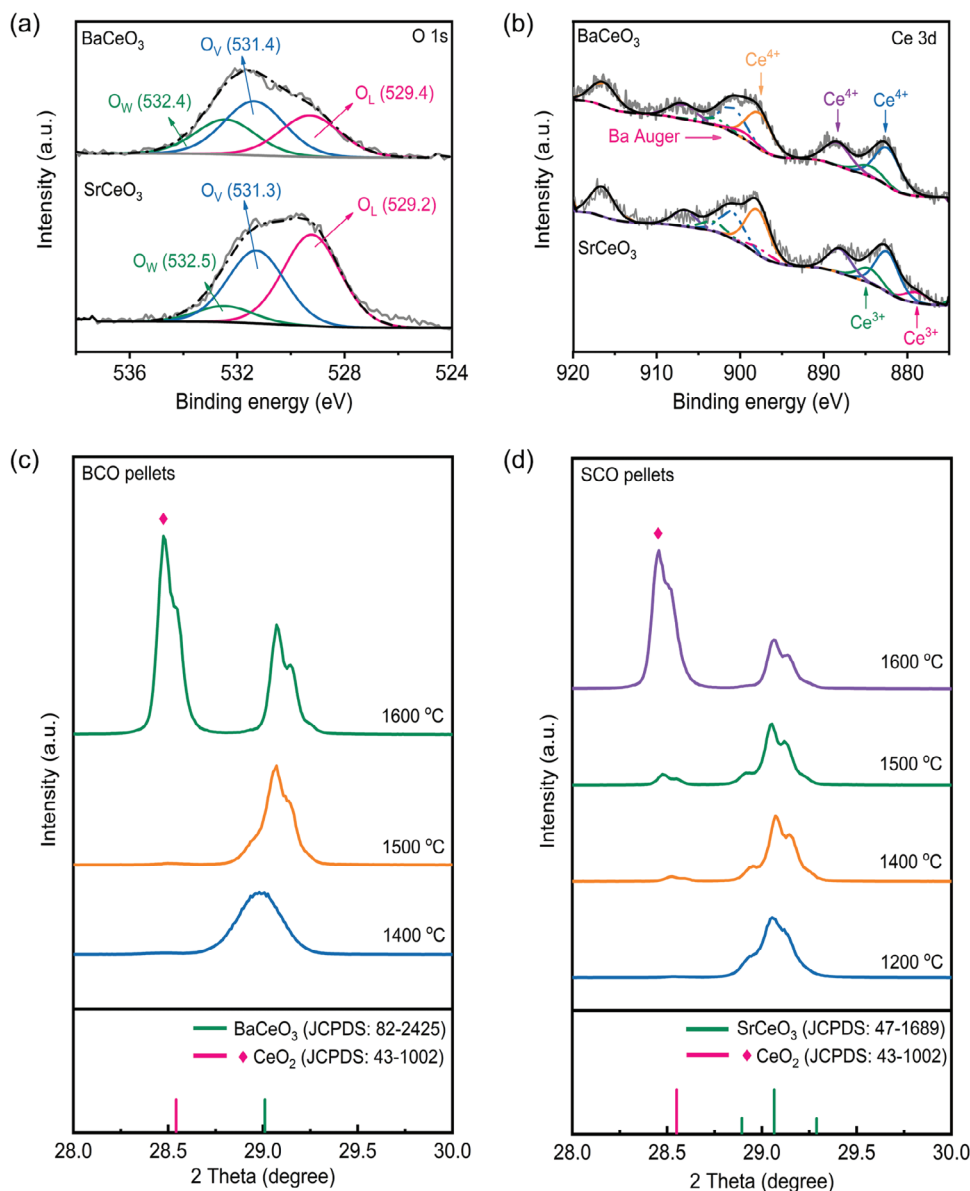 (a)
BaCeO3
O 1s
OV (531.4)
OW (532.4)
OL (529.4)
SrCeO3
OV (531.3)
OL (529.2)
OW (532.5)
Intensity (a.u.)
536 532 528 524
Binding energy (eV)
(b)
BaCeO3
Ce 3d
Ce4+
Ce4+
Ce4+
Ba Auger
SrCeO3
Ce3+
Ce3+
Intensity (a.u.)
920 910 900 890 880
Binding energy (eV)
(c)
BCO pellets
1600 °C
1500 °C
1400 °C
Intensity (a.u.)
BaCeO3 (JCPDS: 82-2425)
CeO2 (JCPDS: 43-1002)
28.0 28.5 29.0 29.5 30.0
2 Theta (degree)
(d)
SCO pellets
1600 °C
1500 °C
1400 °C
1200 °C
Intensity (a.u.)
SrCeO3 (JCPDS: 47-1689)
CeO2 (JCPDS: 43-1002)
28.0 28.5 29.0 29.5 30.0
2 Theta (degree)